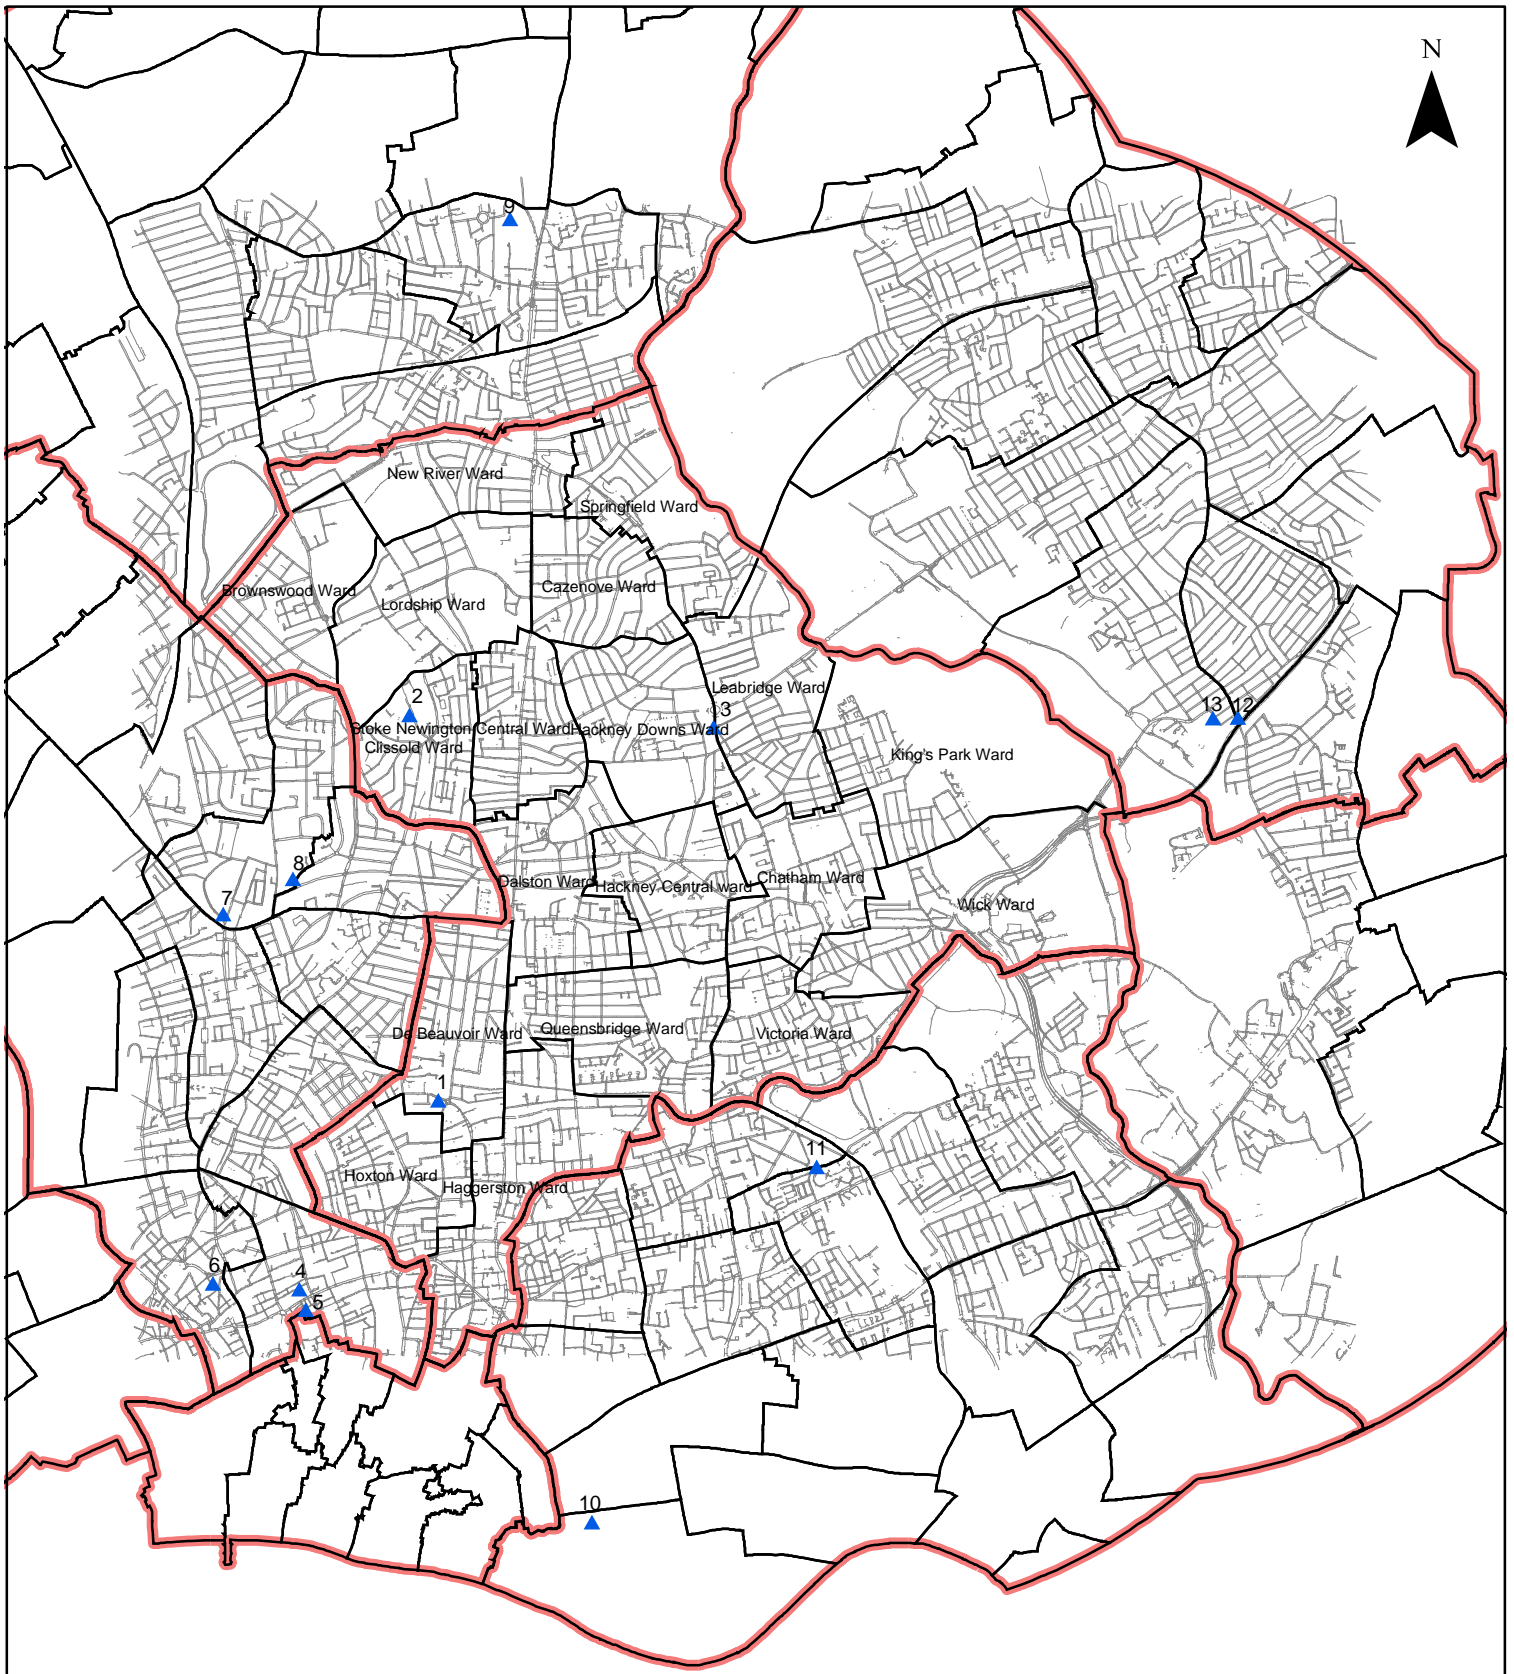 N
9
New River Ward
Springfield Ward
Cazenove Ward
Brownswood Ward
Lordship Ward
Leabridge Ward
2
3
13 12
Stoke Newington Central Ward
Hackney Downs Ward
Clissold Ward
King's Park Ward
8
Dalston Ward
Hackney Central ward
Chatham Ward
7
Wick Ward
De Beauvoir Ward
Queensbridge Ward
Victoria Ward
1
11
Hoxton Ward
Haggerston Ward
6
4
5
10